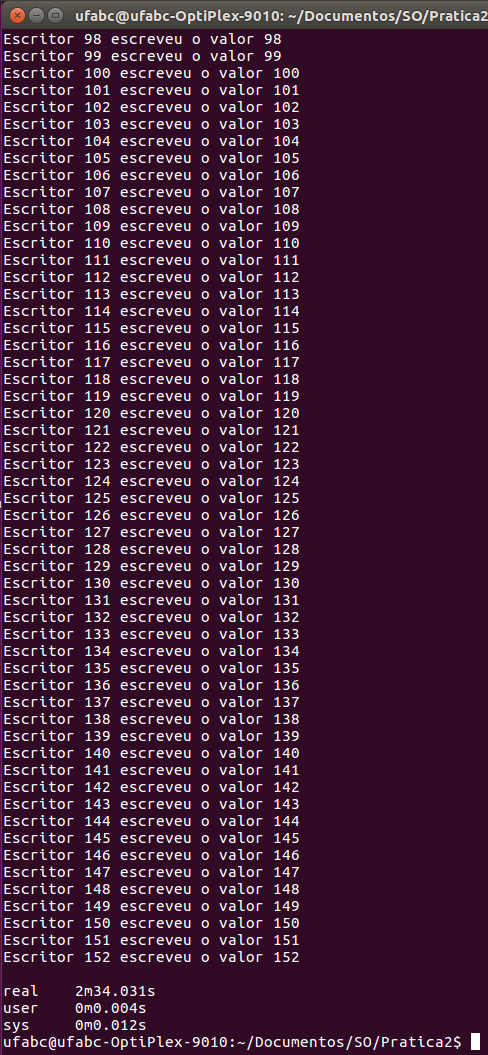 ufabc@ufabc-OptiPlex-9010: ~/Documentos/SO/Pratica2
Escritor 98 escreveu o valor 98
Escritor 99 escreveu o valor 99
Escritor 100 escreveu o valor 100
Escritor 101 escreveu o valor 101
Escritor 102 escreveu o valor 102
Escritor 103 escreveu o valor 103
Escritor 104 escreveu o valor 104
Escritor 105 escreveu o valor 105
Escritor 106 escreveu o valor 106
Escritor 107 escreveu o valor 107
Escritor 108 escreveu o valor 108
Escritor 109 escreveu o valor 109
Escritor 110 escreveu o valor 110
Escritor 111 escreveu o valor 111
Escritor 112 escreveu o valor 112
Escritor 113 escreveu o valor 113
Escritor 114 escreveu o valor 114
Escritor 115 escreveu o valor 115
Escritor 116 escreveu o valor 116
Escritor 117 escreveu o valor 117
Escritor 118 escreveu o valor 118
Escritor 119 escreveu o valor 119
Escritor 120 escreveu o valor 120
Escritor 121 escreveu o valor 121
Escritor 122 escreveu o valor 122
Escritor 123 escreveu o valor 123
Escritor 124 escreveu o valor 124
Escritor 125 escreveu o valor 125
Escritor 126 escreveu o valor 126
Escritor 127 escreveu o valor 127
Escritor 128 escreveu o valor 128
Escritor 129 escreveu o valor 129
Escritor 130 escreveu o valor 130
Escritor 131 escreveu o valor 131
Escritor 132 escreveu o valor 132
Escritor 133 escreveu o valor 133
Escritor 134 escreveu o valor 134
Escritor 135 escreveu o valor 135
Escritor 136 escreveu o valor 136
Escritor 137 escreveu o valor 137
Escritor 138 escreveu o valor 138
Escritor 139 escreveu o valor 139
Escritor 140 escreveu o valor 140
Escritor 141 escreveu o valor 141
Escritor 142 escreveu o valor 142
Escritor 143 escreveu o valor 143
Escritor 144 escreveu o valor 144
Escritor 145 escreveu o valor 145
Escritor 146 escreveu o valor 146
Escritor 147 escreveu o valor 147
Escritor 148 escreveu o valor 148
Escritor 149 escreveu o valor 149
Escritor 150 escreveu o valor 150
Escritor 151 escreveu o valor 151
Escritor 152 escreveu o valor 152
real 2m34.031s
user 0m0.004s
sys 0m0.012s
ufabc@ufabc-OptiPlex-9010:~/Documentos/SO/Pratica2$